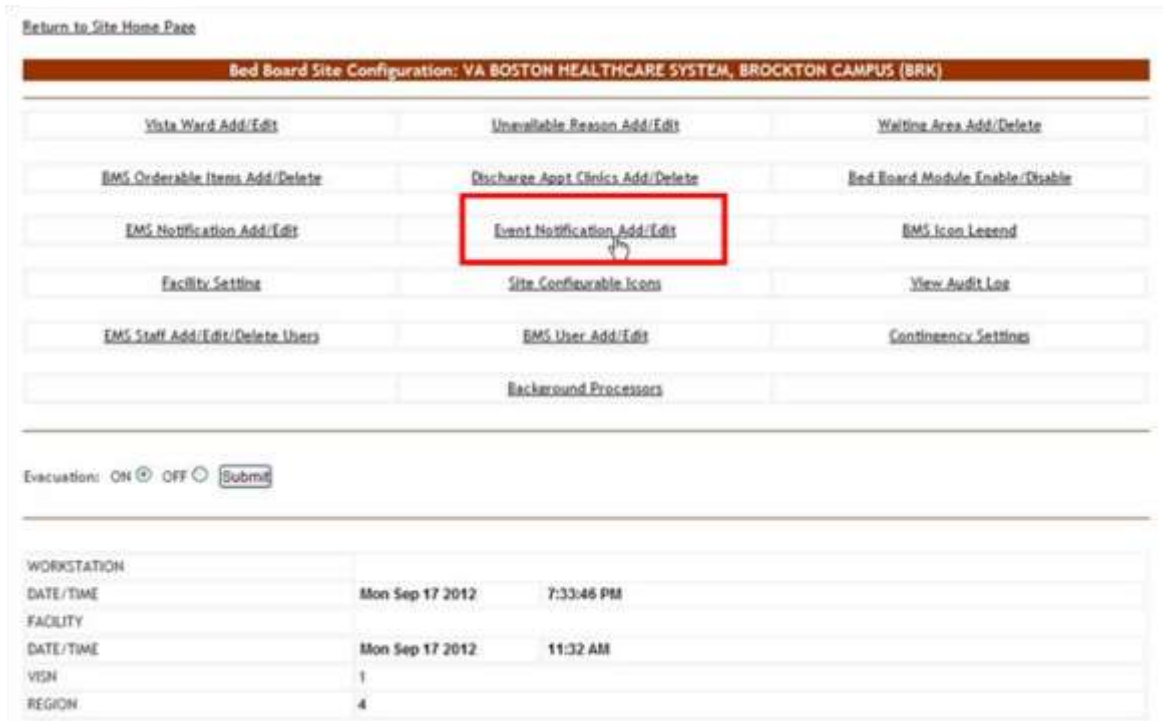 Return to Site Home Page
Bed Board Site Configuration: VA BOSTON HEALTHCARE SYSTEM, BROCKTON CAMPUS (BRK)
Vista Ward Add/Edit Unavailable Reason Add/Edit Waiting Area Add/Delete
BMS Orderable Items Add/Delete Discharge Appt Clinics Add/Delete Bed Board Module Enable/Disable
EMS Notification Add/Edit Event Notification Add/Edit BMS Icon Legend
Facility Setting Site Configurable Icons View Audit Log
EMS Staff Add/Edit/Delete Users BMS User Add/Edit Contingency Settings
Background Processors
Evacuation: ON OFF Submit
WORKSTATION
DATE/TIME Mon Sep 17 2012 7:33:46 PM
FACILITY
DATE/TIME Mon Sep 17 2012 11:32 AM
VISN 1
REGION 4